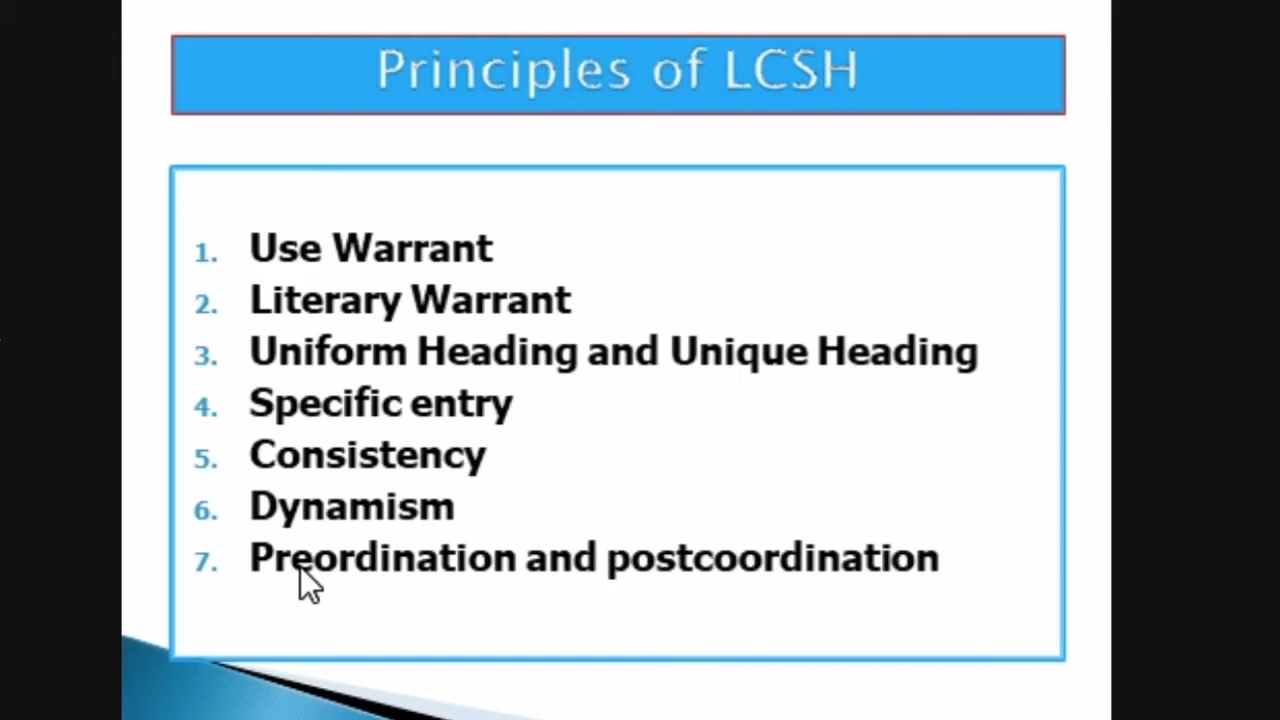 Principles of LCSH
1. Use Warrant
2. Literary Warrant
3. Uniform Heading and Unique Heading
4. Specific entry
5. Consistency
6. Dynamism
7. Preordination and postcoordination